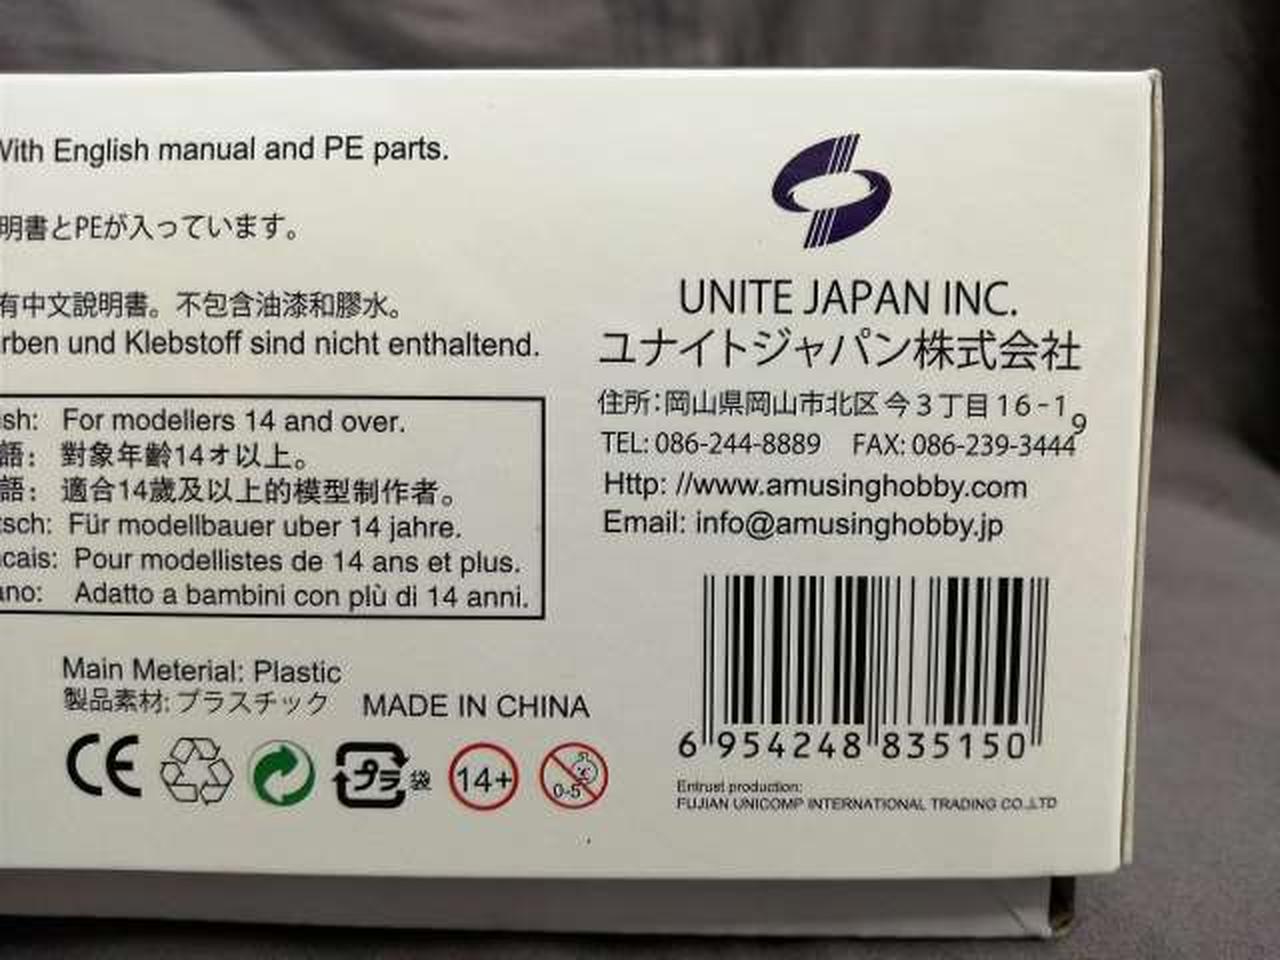 With English manual and PE parts.
明書とPEが入っています。
有中文說明書。不包含油漆和膠水。
rben und Klebstoff sind nicht enthaltend.
sh: For modellers 14 and over.
語： 對象年齡14オ以上。
語： 適合14歲及以上的模型制作者。
tsch: Für modellbauer uber 14 jahre.
ncais: Pour modellistes de 14 ans et plus.
ano: Adatto a bambini con plù di 14 anni.
Main Meterial: Plastic
製品素材: プラスチック MADE IN CHINA
CE プラ 袋 14+ 0-5
UNITE JAPAN INC.
ユナイトジャパン株式会社
住所：岡山県岡山市北区今3丁目16-19
TEL: 086-244-8889 FAX: 086-239-3444
Http: //www.amusinghobby.com
Email: info@amusinghobby.jp
6 954248 835150
Entrust production:
FUJIAN UNICOMP INTERNATIONAL TRADING CO.,LTD